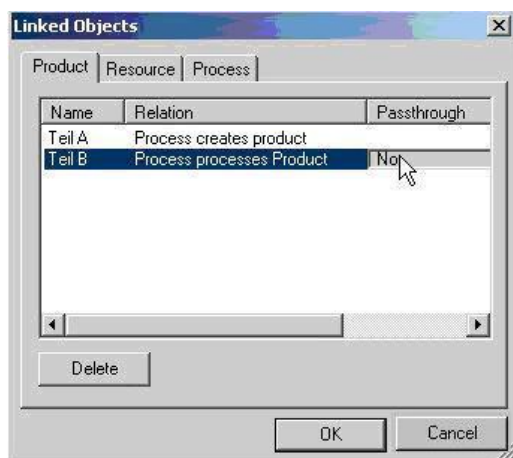 Linked Objects
Product Resource Process
Name Relation Passthrough
Teil A Process creates product
Teil B Process processes Product No
Delete
OK Cancel